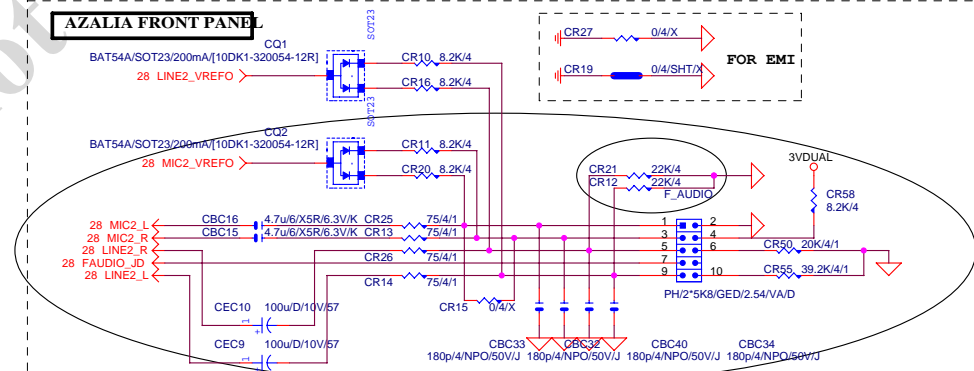 AZALIA FRONT PANEL
SOT23
CQ1
BAT54A/SOT23/200mA/[10DK1-320054-12R]
28 LINE2_VREFO
CR10 8.2K/4
CR16 8.2K/4
SOT23
CR27 0/4/X
CR19 0/4/SHT/X
FOR EMI
CQ2
BAT54A/SOT23/200mA/[10DK1-320054-12R]
28 MIC2_VREFO
CR11 8.2K/4
CR20 8.2K/4
CR21 22K/4
CR12 22K/4
F_AUDIO
3VDUAL
CR58
8.2K/4
28 MIC2_L CBC16 4.7u/6/X5R/6.3V/K CR25 75/4/1 1 2
28 MIC2_R CBC15 4.7u/6/X5R/6.3V/K CR13 75/4/1 3 4
28 LINE2_R 75/4/1 5 6 CR50 20K/4/1
28 FAUDIO_JD CR26 75/4/1 7
28 LINE2_L CR14 75/4/1 9 10 CR55 39.2K/4/1
PH/2*5K8/GED/2.54/VA/D
CEC10 100u/D/10V/57
1
+
CR15 0/4/X
CEC9 100u/D/10V/57
1
+
CBC33 CBC32 CBC40 CBC34
180p/4/NPO/50V/J 180p/4/NPO/50V/J 180p/4/NPO/50V/J 180p/4/NPO/50V/J